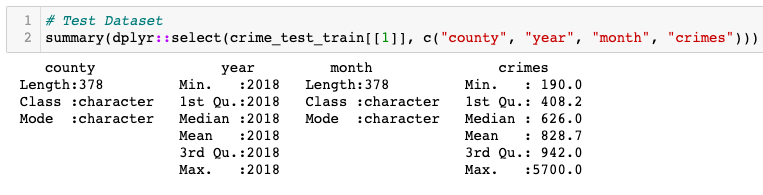 1 # Test Dataset
2 summary(dplyr::select(crime_test_train[[1]], c("county", "year", "month", "crimes")))
county year month crimes
Length:378 Min. :2018 Length:378 Min. : 190.0
Class :character 1st Qu.:2018 Class :character 1st Qu.: 408.2
Mode :character Median :2018 Mode :character Median : 626.0
Mean :2018 Mean : 828.7
3rd Qu.:2018 3rd Qu.: 942.0
Max. :2018 Max. :5700.0